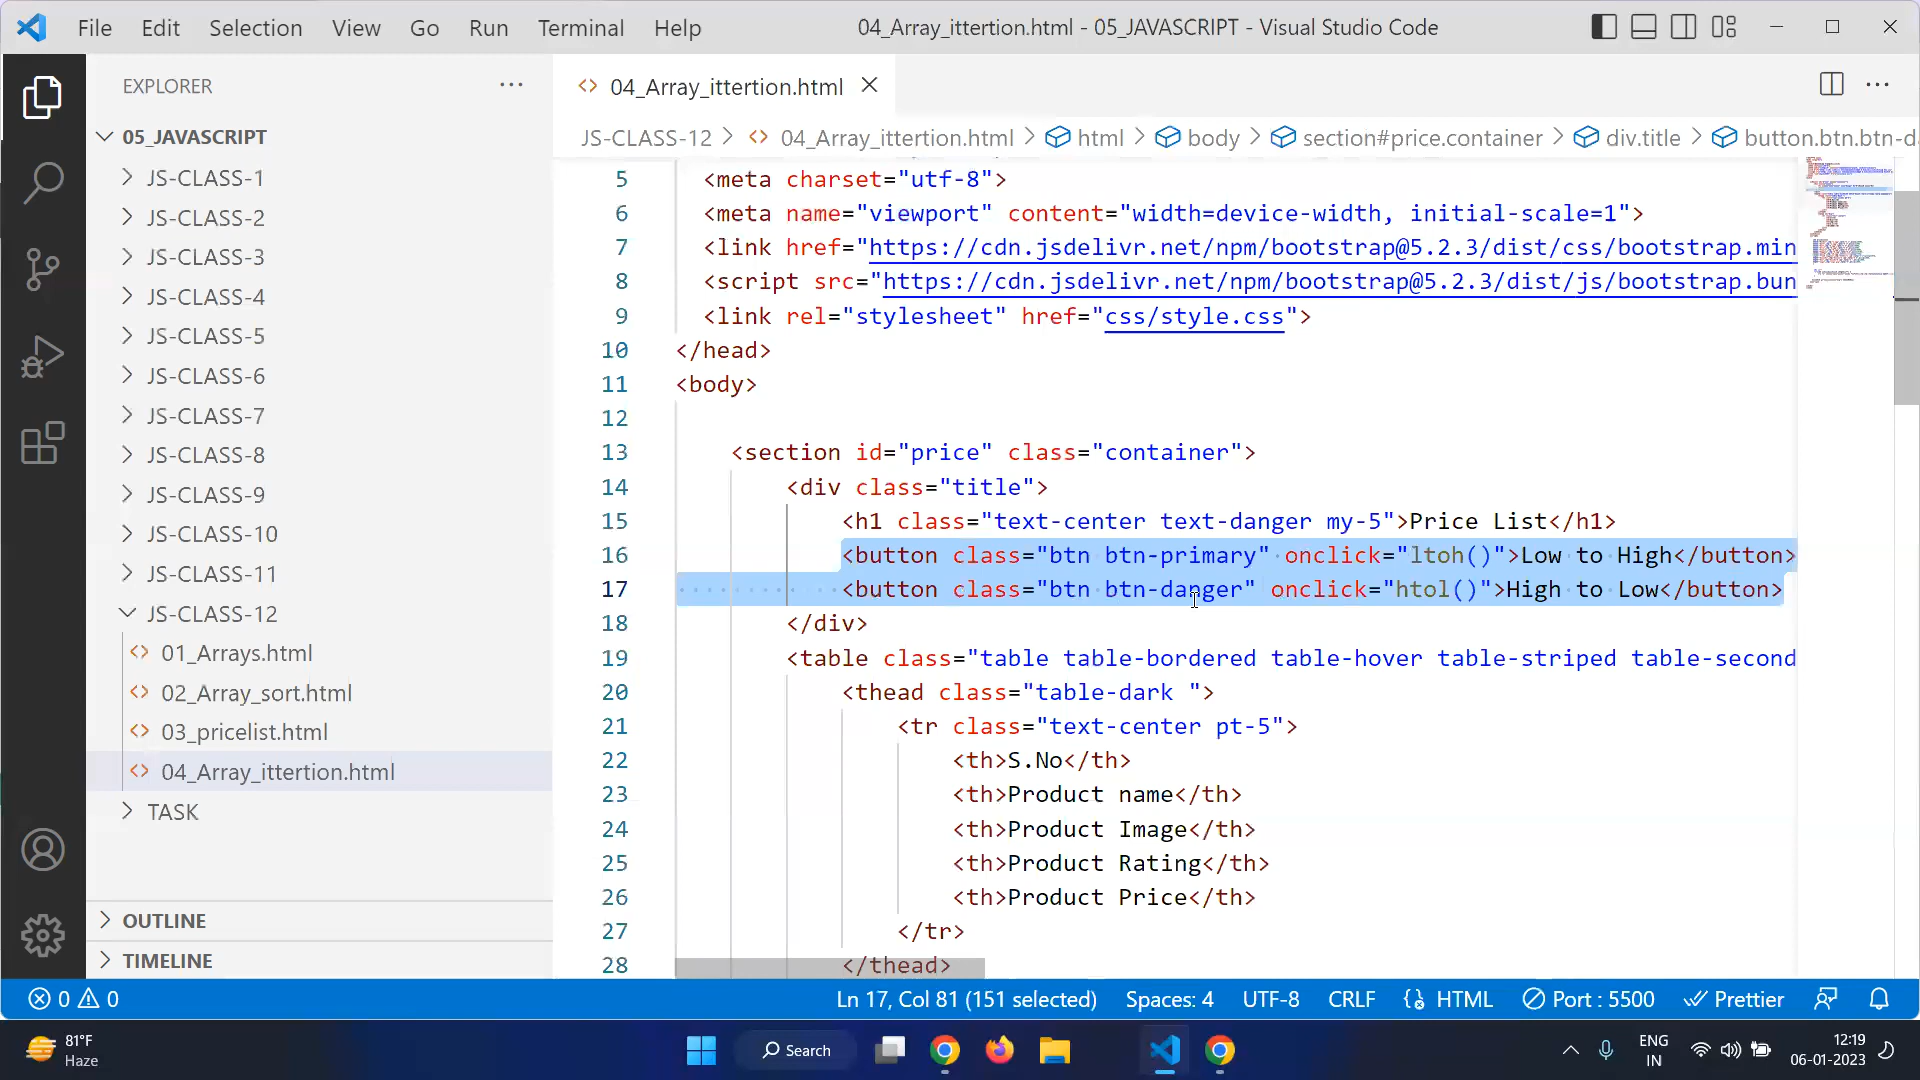 File Edit Selection View Go Run Terminal Help 04_Array_ittertion.html - 05_JAVASCRIPT - Visual Studio Code
EXPLORER
04_Array_ittertion.html
05_JAVASCRIPT
JS-CLASS-1
JS-CLASS-2
JS-CLASS-3
JS-CLASS-4
JS-CLASS-5
JS-CLASS-6
JS-CLASS-7
JS-CLASS-8
JS-CLASS-9
JS-CLASS-10
JS-CLASS-11
JS-CLASS-12
01_Arrays.html
02_Array_sort.html
03_pricelist.html
04_Array_ittertion.html
TASK
OUTLINE
TIMELINE
JS-CLASS-12 > 04_Array_ittertion.html > html > body > section#price.container > div.title > button.btn.btn-d
5 <meta charset="utf-8">
6 <meta name="viewport" content="width=device-width, initial-scale=1">
7 <link href="https://cdn.jsdelivr.net/npm/bootstrap@5.2.3/dist/css/bootstrap.min
8 <script src="https://cdn.jsdelivr.net/npm/bootstrap@5.2.3/dist/js/bootstrap.bun
9 <link rel="stylesheet" href="css/style.css">
10 </head>
11 <body>
12
13 <section id="price" class="container">
14 <div class="title">
15 <h1 class="text-center text-danger my-5">Price List</h1>
16 <button class="btn btn-primary" onclick="ltoh()">Low to High</button>
17 <button class="btn btn-danger" onclick="htol()">High to Low</button>
18 </div>
19 <table class="table table-bordered table-hover table-striped table-second
20 <thead class="table-dark ">
21 <tr class="text-center pt-5">
22 <th>S.No</th>
23 <th>Product name</th>
24 <th>Product Image</th>
25 <th>Product Rating</th>
26 <th>Product Price</th>
27 </tr>
28 </thead>
0 0 Ln 17, Col 81 (151 selected) Spaces: 4 UTF-8 CRLF HTML Port : 5500 Prettier
81°F
Haze
Search
ENG
IN
12:19
06-01-2023